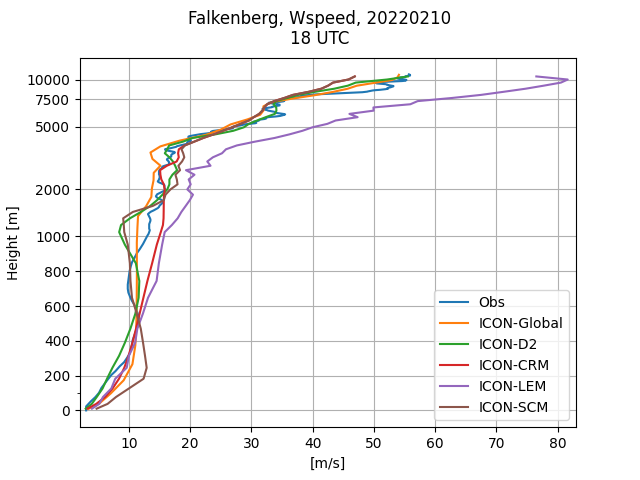 Falkenberg, Wspeed, 20220210
18 UTC
10000
7500
5000
2000
1000
800
600
400
200
0
Height [m]
Obs
ICON-Global
ICON-D2
ICON-CRM
ICON-LEM
ICON-SCM
10 20 30 40 50 60 70 80
[m/s]